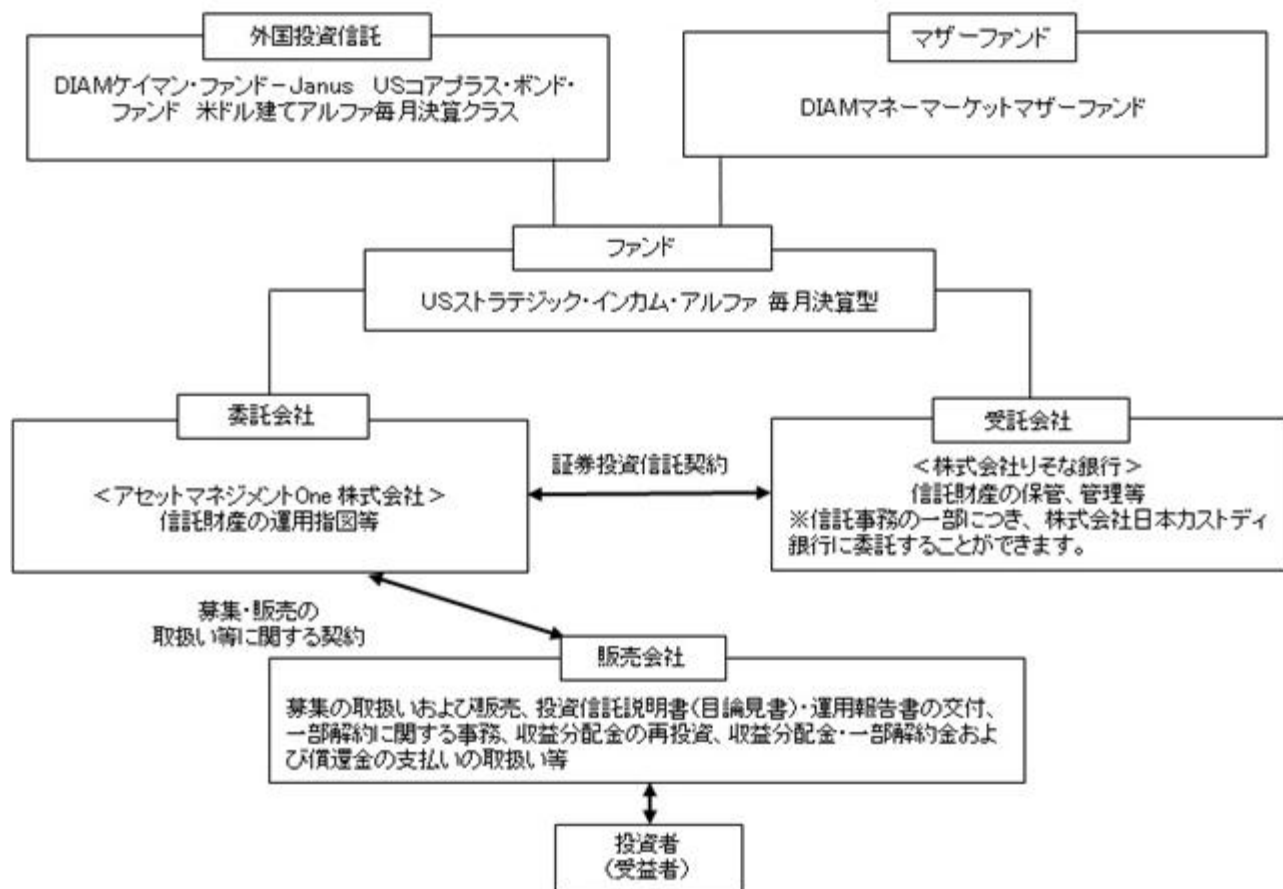 外国投資信託
DIAMケイマン・ファンド－Janus USコアプラス・ボンド・
ファンド 米ドル建てアルファ毎月決算クラス
マザーファンド
DIAMマネーマーケットマザーファンド
ファンド
USストラテジック・インカム・アルファ 毎月決算型
委託会社
＜アセットマネジメントOne 株式会社＞
信託財産の運用指図等
証券投資信託契約
受託会社
＜株式会社りそな銀行＞
信託財産の保管、管理等
※信託事務の一部につき、株式会社日本カストディ
銀行に委託することができます。
募集・販売の
取扱い等に関する契約
販売会社
募集の取扱いおよび販売、投資信託説明書（目論見書）・運用報告書の交付、
一部解約に関する事務、収益分配金の再投資、収益分配金・一部解約金およ
び償還金の支払いの取扱い等
投資者
（受益者）